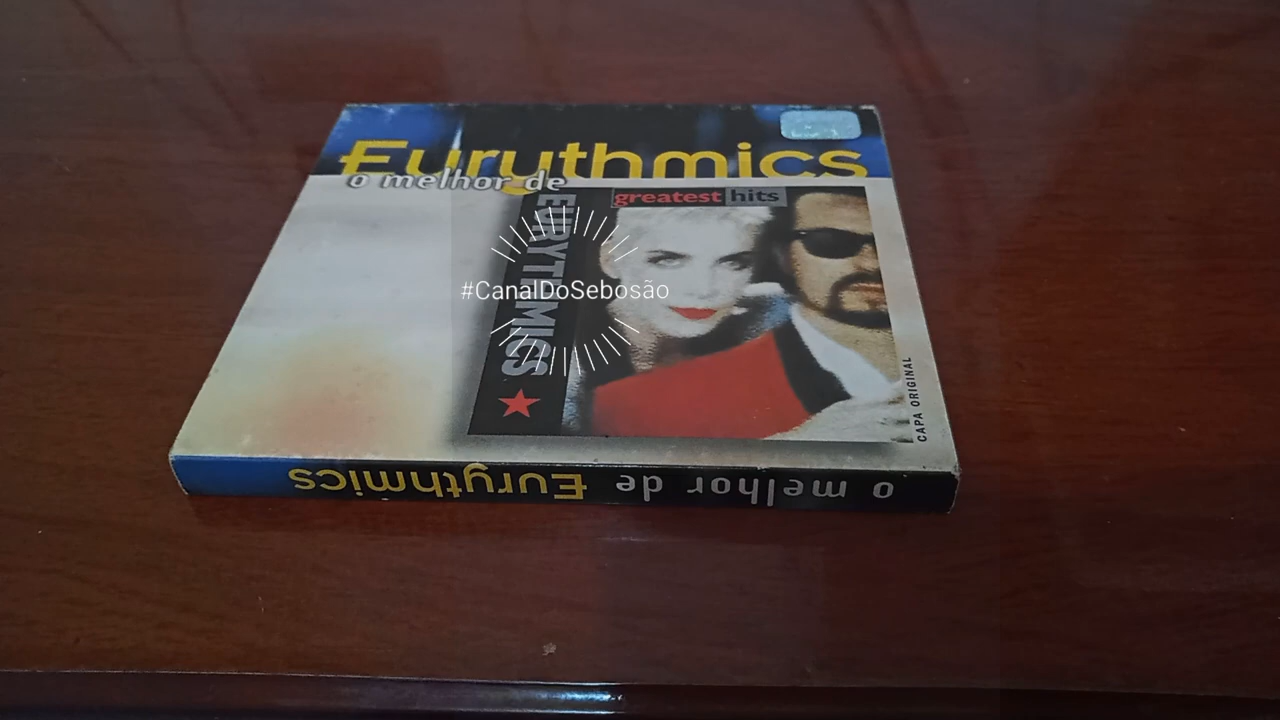 Eurythmics
o melhor de
greatest hits
EURYTHMICS
#CanalDoSebosão
CAPA ORIGINAL
o melhor de Eurythmics